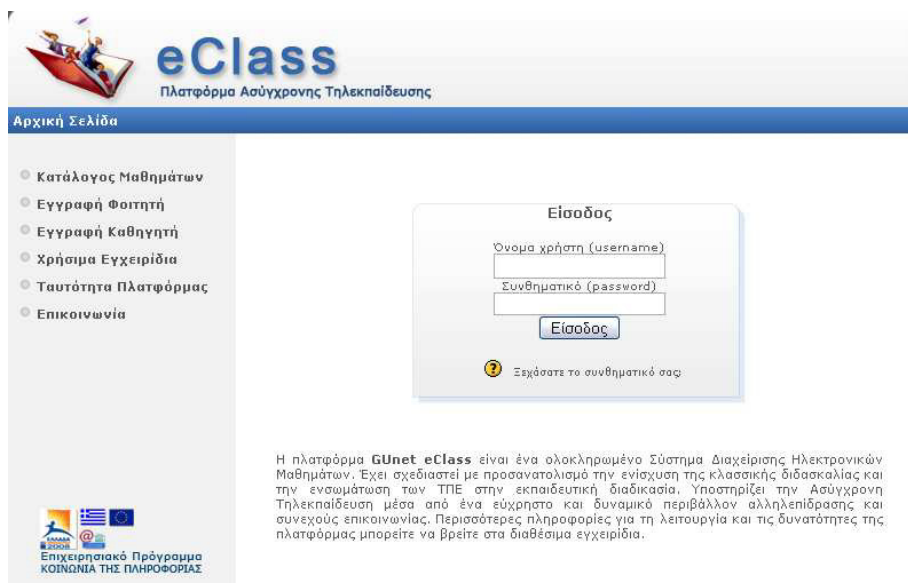 eClass
Πλατφόρμα Ασύγχρονης Τηλεκπαίδευσης
Αρχική Σελίδα
Κατάλογος Μαθημάτων
Εγγραφή Φοιτητή
Εγγραφή Καθηγητή
Χρήσιμα Εγχειρίδια
Ταυτότητα Πλατφόρμας
Επικοινωνία
Είσοδος
Όνομα χρήστη (username)
Συνθηματικό (password)
Είσοδος
Ξεχάσατε το συνθηματικό σας;
Η πλατφόρμα GUnet eClass είναι ένα ολοκληρωμένο Σύστημα Διαχείρισης Ηλεκτρονικών
Μαθημάτων. Έχει σχεδιαστεί με προσανατολισμό την ενίσχυση της κλασσικής διδασκαλίας και
την ενσωμάτωση των ΤΠΕ στην εκπαιδευτική διαδικασία. Υποστηρίζει την Ασύγχρονη
Τηλεκπαίδευση μέσα από ένα εύχρηστο και δυναμικό περιβάλλον αλληλεπίδρασης και
συνεχούς επικοινωνίας. Περισσότερες πληροφορίες για τη λειτουργία και τις δυνατότητες της
πλατφόρμας μπορείτε να βρείτε στα διαθέσιμα εγχειρίδια.
ΕΛΛΑΔΑ
2008
Επιχειρησιακό Πρόγραμμα
ΚΟΙΝΩΝΙΑ ΤΗΣ ΠΛΗΡΟΦΟΡΙΑΣ